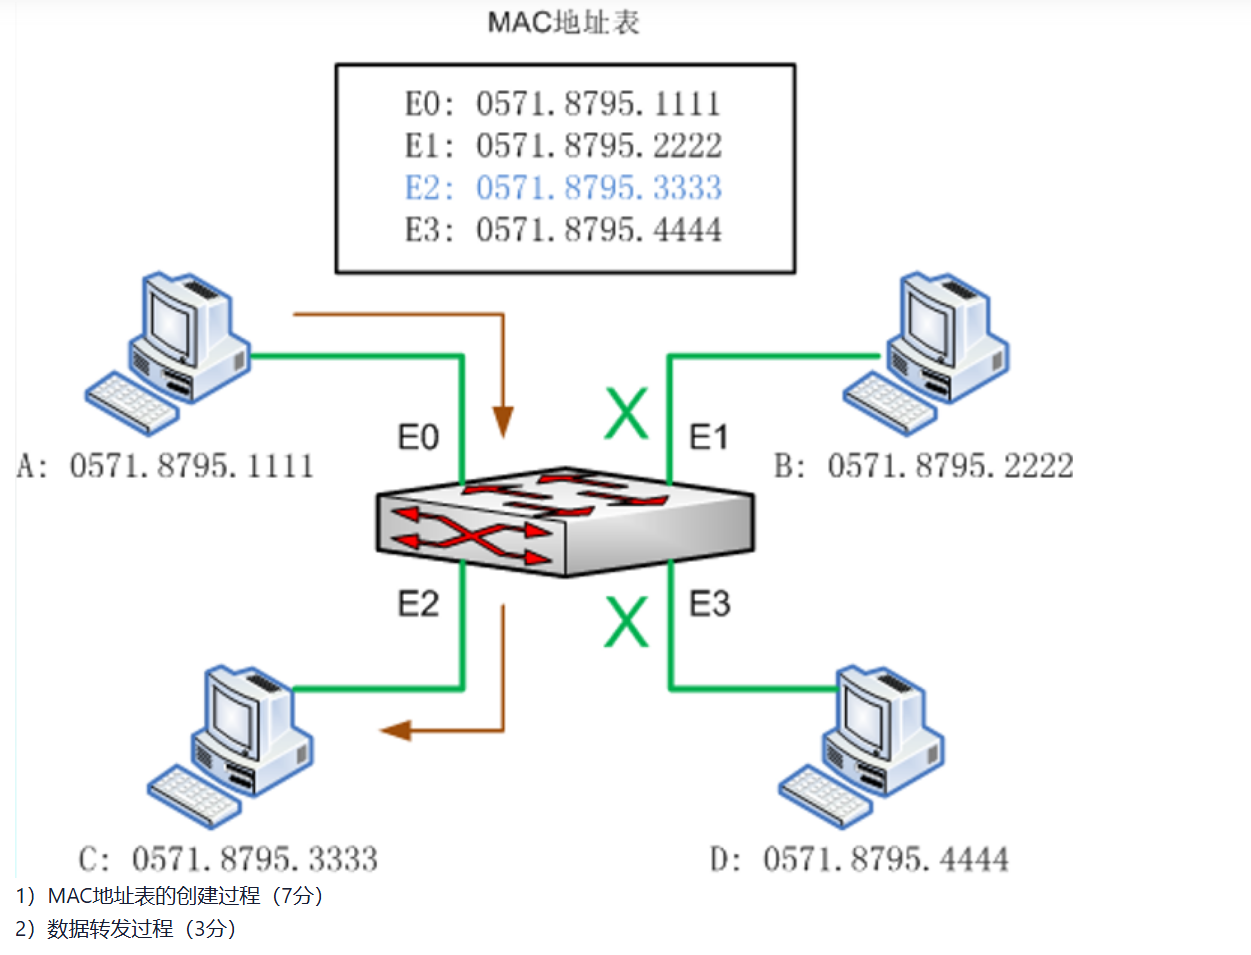 MAC地址表
E0: 0571.8795.1111
E1: 0571.8795.2222
E2: 0571.8795.3333
E3: 0571.8795.4444
X
E0
E1
A: 0571.8795.1111
B: 0571.8795.2222
E2
X
E3
C: 0571.8795.3333
D: 0571.8795.4444
1）MAC地址表的创建过程（7分）
2）数据转发过程（3分）